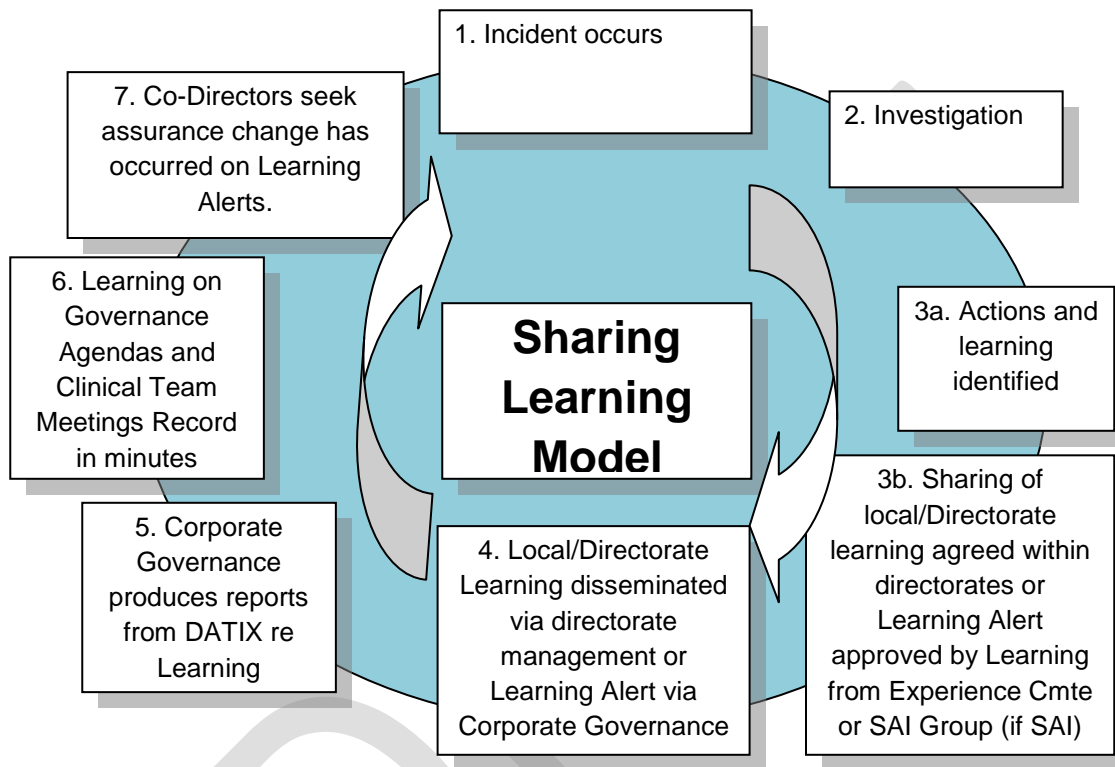 1. Incident occurs
2. Investigation
3a. Actions and
learning
identified
3b. Sharing of
local/Directorate
learning agreed within
directorates or
Learning Alert
approved by Learning
from Experience Cmte
or SAI Group (if SAI)
4. Local/Directorate
Learning disseminated
via directorate
management or
Learning Alert via
Corporate Governance
5. Corporate
Governance
produces reports
from DATIX re
Learning
6. Learning on
Governance
Agendas and
Clinical Team
Meetings Record
in minutes
7. Co-Directors seek
assurance change has
occurred on Learning
Alerts.
Sharing
Learning
Model